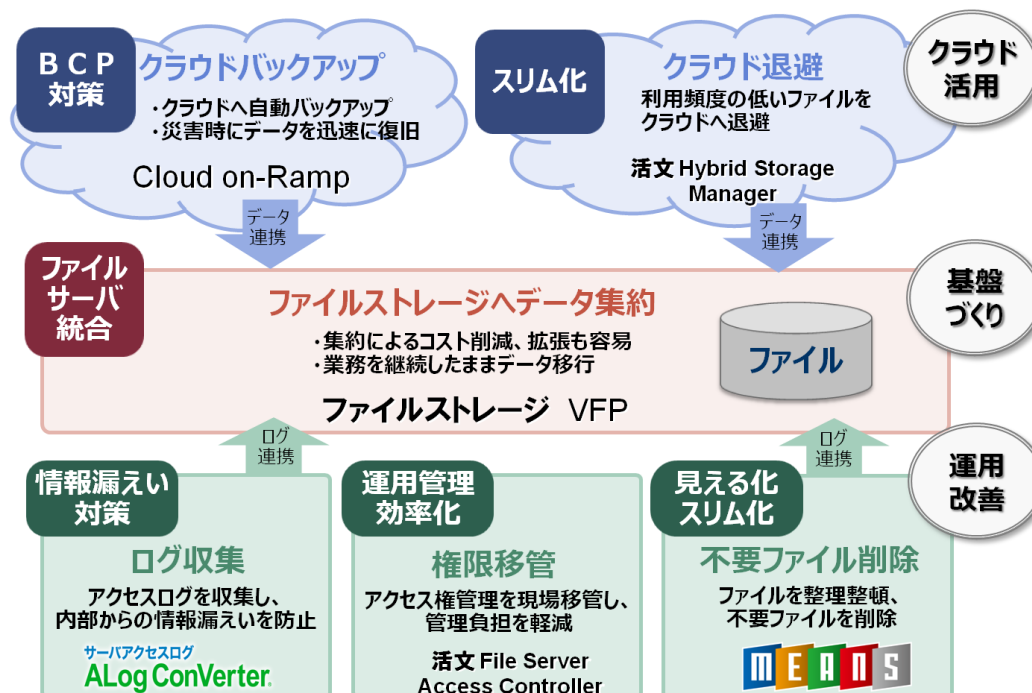 BCP
対策
クラウドバックアップ
・クラウドへ自動バックアップ
・災害時にデータを迅速に復旧
Cloud on-Ramp
データ
連携
スリム化
クラウド退避
利用頻度の低いファイルを
クラウドへ退避
活文 Hybrid Storage
Manager
データ
連携
クラウド
活用
ファイル
サーバ
統合
ファイルストレージへデータ集約
・集約によるコスト削減、拡張も容易
・業務を継続したままデータ移行
ファイルストレージ VFP
ファイル
基盤
づくり
ログ
連携
ログ
連携
運用
改善
情報漏えい
対策
ログ収集
アクセスログを収集し、
内部からの情報漏えいを防止
サーバアクセスログ
ALog ConVerter.
運用管理
効率化
権限移管
アクセス権管理を現場移管し、
管理負担を軽減
活文 File Server
Access Controller
見える化
スリム化
不要ファイル削除
ファイルを整理整頓、
不要ファイルを削除
MEANS